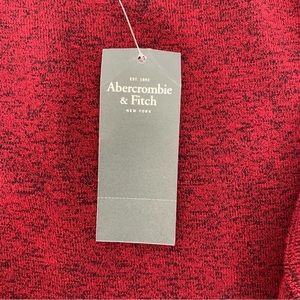 EST. 1892
Abercrombie
& Fitch
NEW YORK